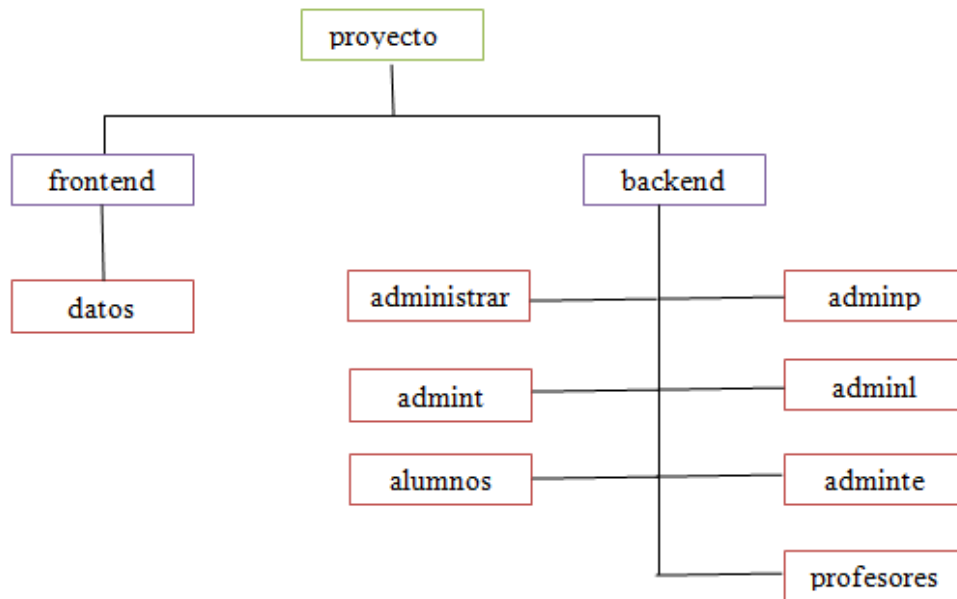 proyecto
frontend
backend
datos
administrar
adminp
admint
adminl
alumnos
adminte
profesores